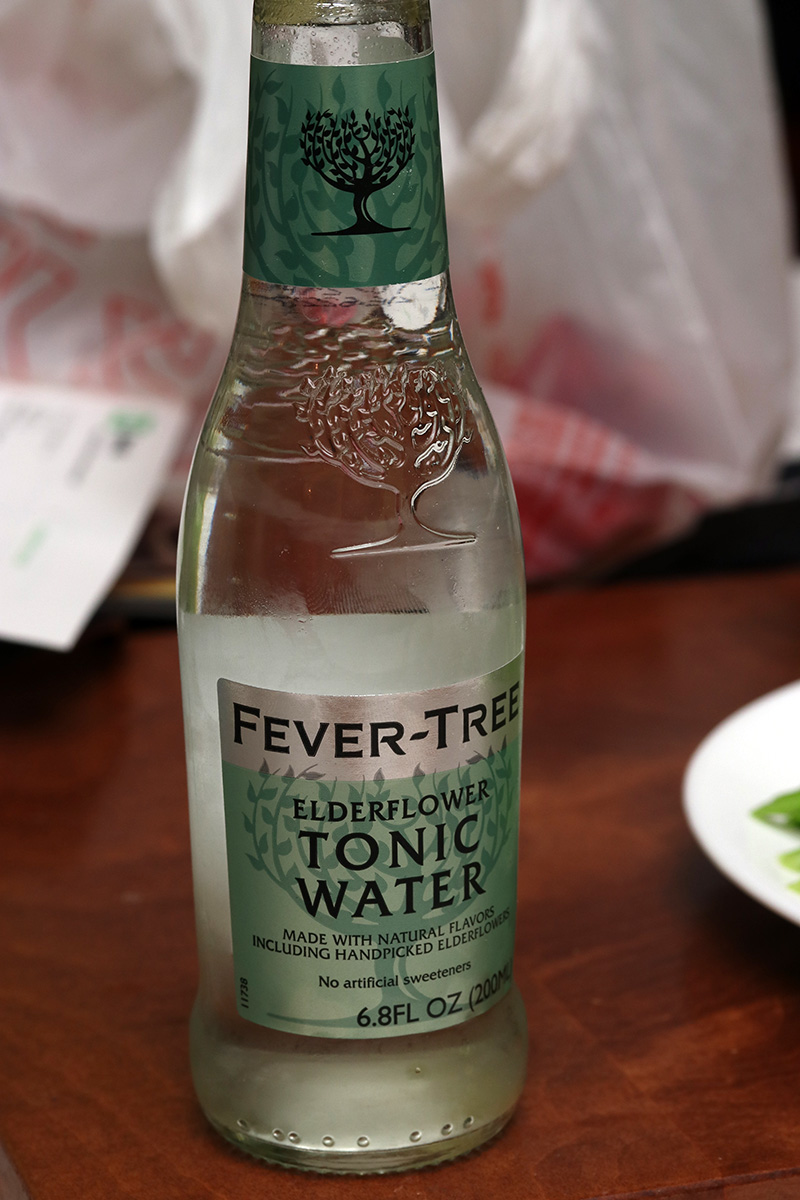 FEVER-TREE
ELDERFLOWER
TONIC
WATER
MADE WITH NATURAL FLAVORS
INCLUDING HANDPICKED ELDERFLOWERS
No artificial sweeteners
6.8FL OZ (200ML
11738